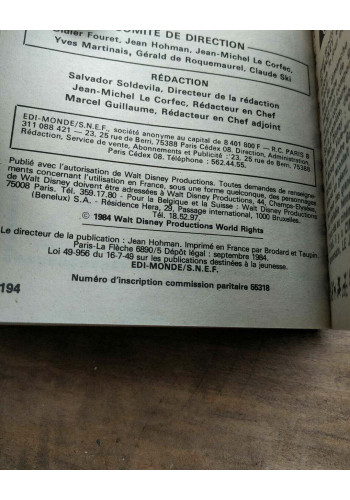 COMITÉ DE DIRECTION
Didier Fouret, Jean Hohman, Jean-Michel Le Corfec,
Yves Martinais, Gérald de Roquemaurel, Claude Ski
RÉDACTION
Salvador Soldevila, Directeur de la rédaction
Jean-Michel Le Corfec, Rédacteur en Chef
Marcel Guillaume, Rédacteur en Chef adjoint
EDI-MONDE/S.N.E.F., société anonyme au capital de 8 401 800 F — R.C. PARIS B
311 088 421 — 23, 25 rue de Berri, 75388 Paris Cédex 08. Direction, Administration,
Rédaction, Service de vente, Abonnements et Publicité : 23, 25 rue de Berri, 75388
Paris Cédex 08. Téléphone : 562.44.55.
Publié avec l'autorisation de Walt Disney Productions. Toutes demandes de renseigne-
ments concernant l'utilisation en France, sous une forme quelconque, des personnages
de Walt Disney doivent être adressées à Walt Disney Productions, 44, Champs-Élysées,
75008 Paris. Tél. 359.17.80 - Pour la Belgique et la Suisse : Walt Disney Productions
(Benelux) S.A. - Résidence Hera, 29, Passage international, 1000 Bruxelles.
Tél. 18.52.97.
© 1984 Walt Disney Productions World Rights
Le directeur de la publication : Jean Hohman. Imprimé en France par Brodard et Taupin.
Paris-La Flèche 6890/5 Dépôt légal : septembre 1984.
Loi 49-956 du 16-7-49 sur les publications destinées à la jeunesse.
EDI-MONDE/S.N.E.F.
Numéro d'inscription commission paritaire 56318
194